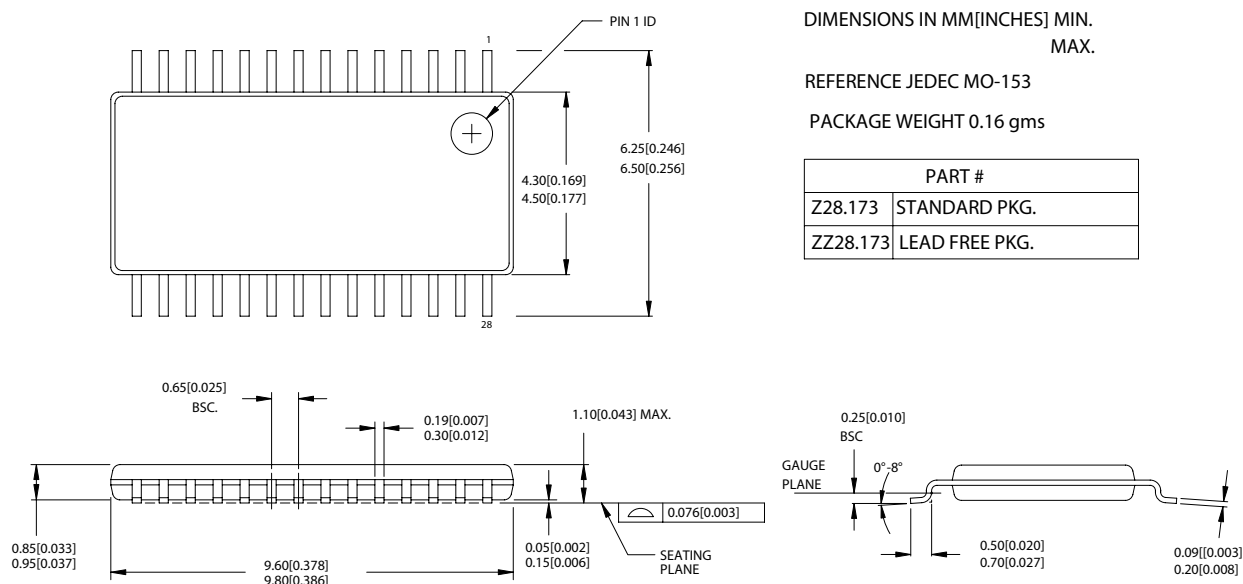 PIN 1 ID
1
DIMENSIONS IN MM[INCHES] MIN.
MAX.
REFERENCE JEDEC MO-153
PACKAGE WEIGHT 0.16 gms
PART #
Z28.173 STANDARD PKG.
ZZ28.173 LEAD FREE PKG.
6.25[0.246]
6.50[0.256]
4.30[0.169]
4.50[0.177]
28
0.65[0.025]
BSC.
0.19[0.007]
0.30[0.012]
1.10[0.043] MAX.
0.25[0.010]
BSC
GAUGE
PLANE
0°-8°
0.076[0.003]
0.85[0.033]
0.95[0.037]
9.60[0.378]
9.80[0.386]
0.05[0.002]
0.15[0.006]
SEATING
PLANE
0.50[0.020]
0.70[0.027]
0.09[[0.003]
0.20[0.008]